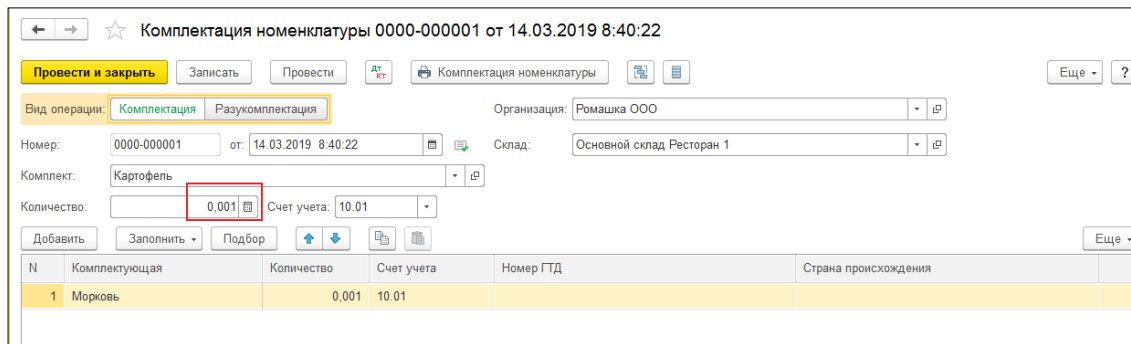 Комплектация номенклатуры 0000-000001 от 14.03.2019 8:40:22
Провести и закрыть Записать Провести Дт Кт Комплектация номенклатуры Еще ?
Вид операции: Комплектация Разукомплектация Организация: Ромашка ООО
Номер: 0000-000001 от: 14.03.2019 8:40:22 Склад: Основной склад Ресторан 1
Комплект: Картофель
Количество: 0,001 Счет учета: 10.01
Добавить Заполнить Подбор Еще
N Комплектующая Количество Счет учета Номер ГТД Страна происхождения
1 Морковь 0,001 10.01